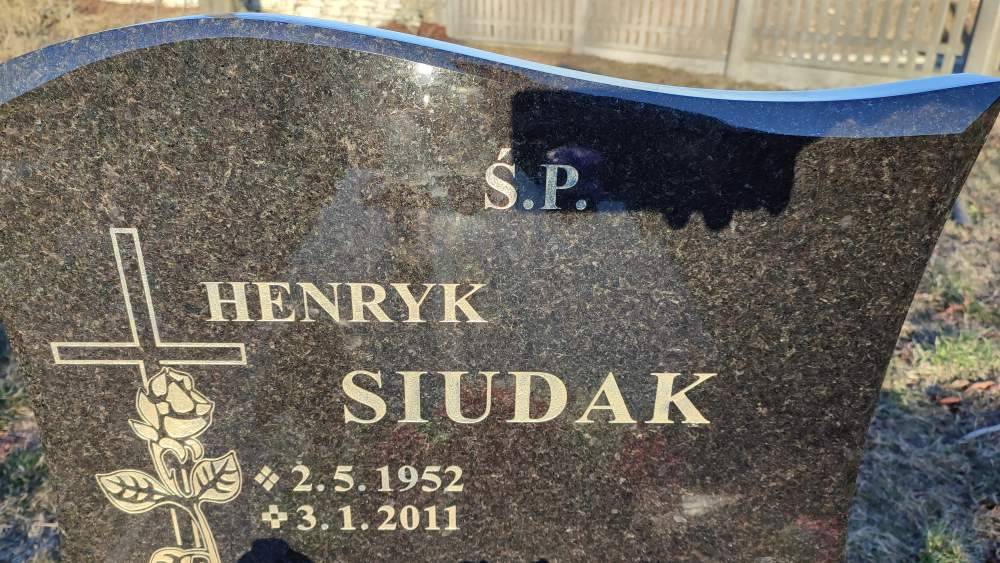 Ś.P.
HENRYK
SIUDAK
2.5.1952
3.1.2011